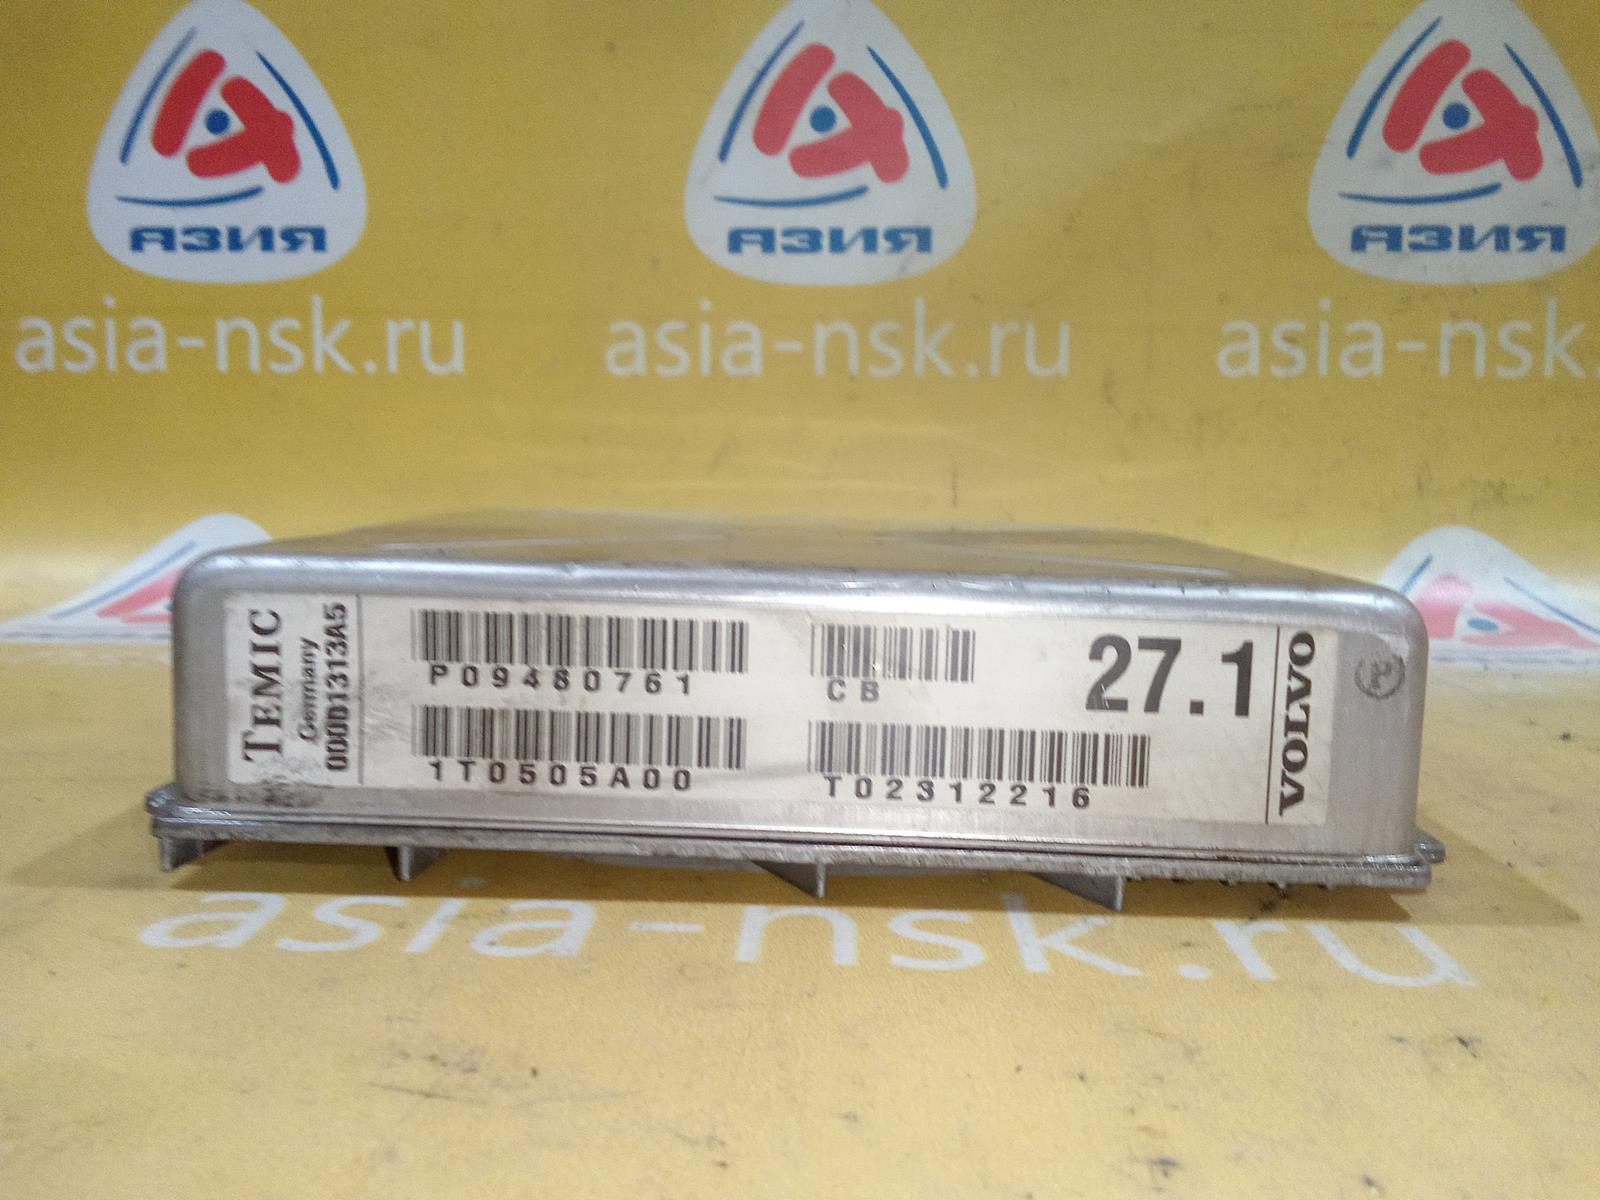 АЗИЯ
АЗИЯ
АЗИЯ
asia-nsk.ru
asia-nsk.ru
asia-nsk
TEMIC
Germany
P09480761
CB
27.1
VOLVO
1T0505A00
T02312216
asia-nsk.ru